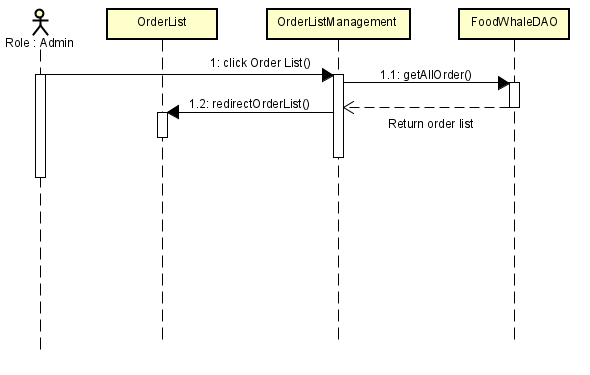 OrderList
OrderListManagement
FoodWhaleDAO
Role : Admin
1: click Order List()
1.1: getAllOrder()
1.2: redirectOrderList()
Return order list